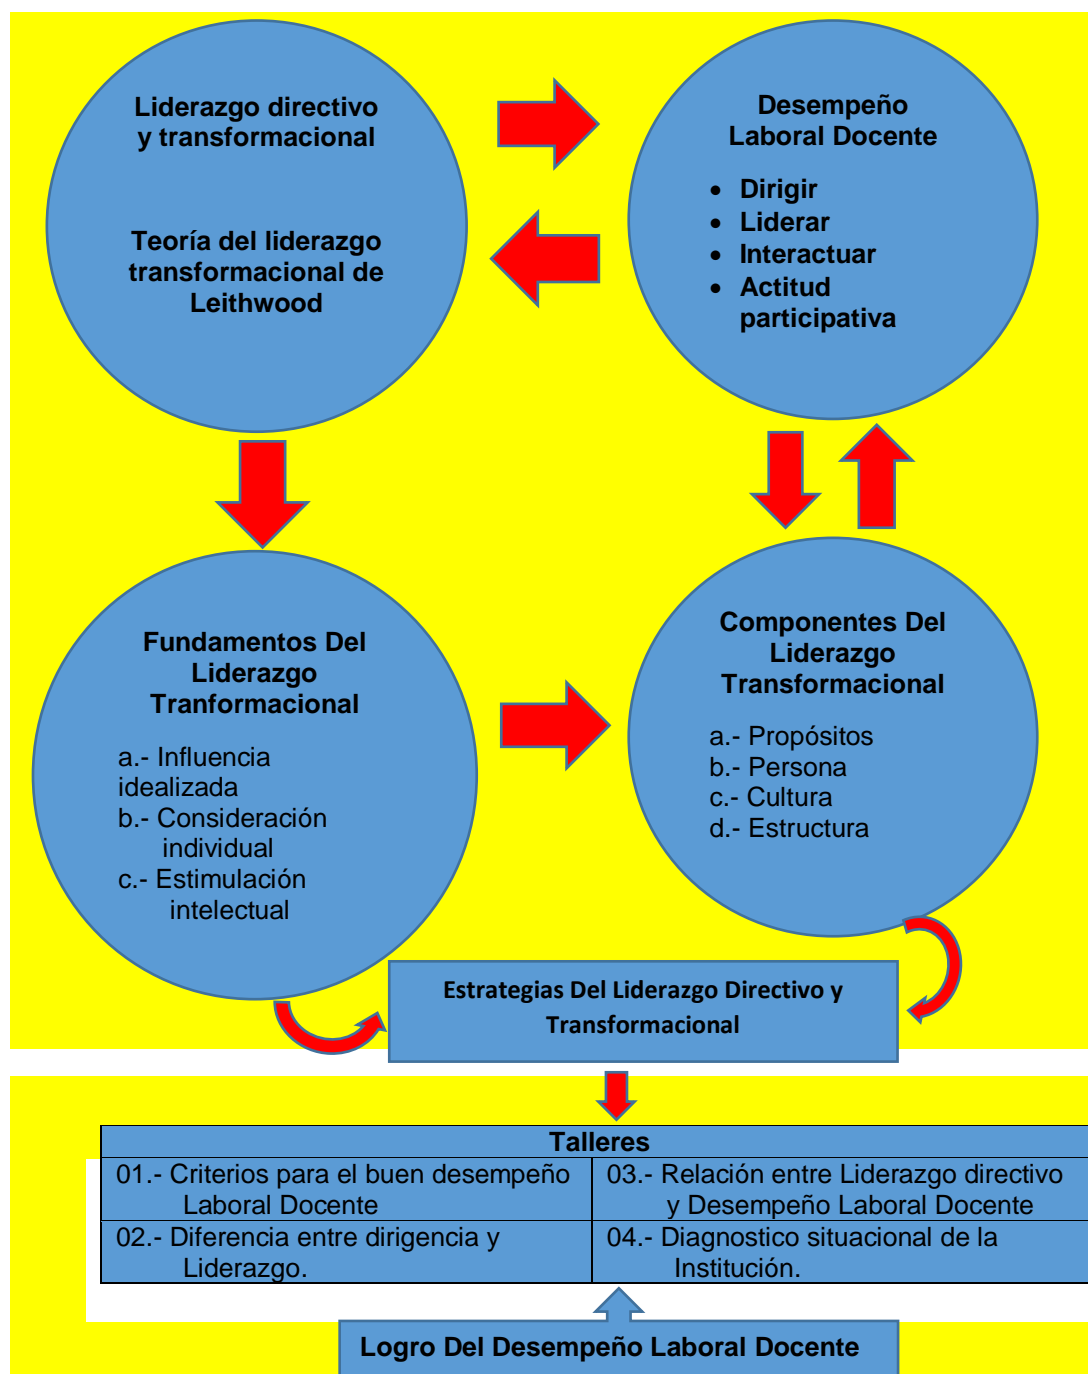 Liderazgo directivo
y transformacional
Teoría del liderazgo
transformacional de
Leithwood
Desempeño
Laboral Docente
• Dirigir
• Liderar
• Interactuar
• Actitud
participativa
Fundamentos Del
Liderazgo
Tranformacional
a.- Influencia
idealizada
b.- Consideración
individual
c.- Estimulación
intelectual
Componentes Del
Liderazgo
Transformacional
a.- Propósitos
b.- Persona
c.- Cultura
d.- Estructura
Estrategias Del Liderazgo Directivo y
Transformacional
Talleres
01.- Criterios para el buen desempeño
Laboral Docente
03.- Relación entre Liderazgo directivo
y Desempeño Laboral Docente
02.- Diferencia entre dirigencia y
Liderazgo.
04.- Diagnostico situacional de la
Institución.
Logro Del Desempeño Laboral Docente